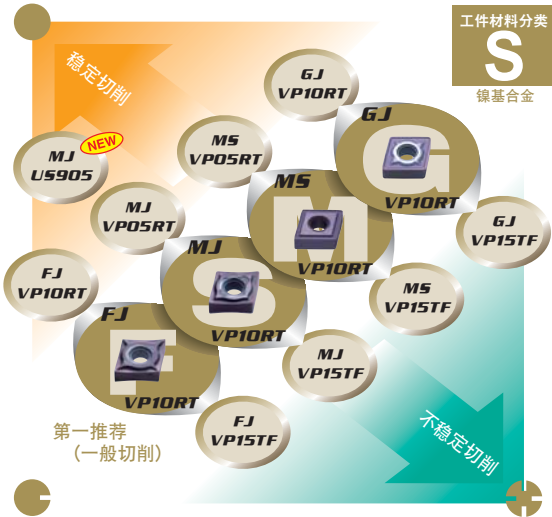 工件材料分类
S
镍基合金
稳定切削
GJ
VP10RT
GJ
G
VP10RT
MS
VP05RT
NEW
MJ
US905
MS
M
VP10RT
MJ
VP05RT
GJ
VP15TF
MJ
S
VP10RT
FJ
VP10RT
MS
VP15TF
FJ
F
VP10RT
MJ
VP15TF
FJ
VP15TF
第一推荐
（一般切削）
不稳定切削